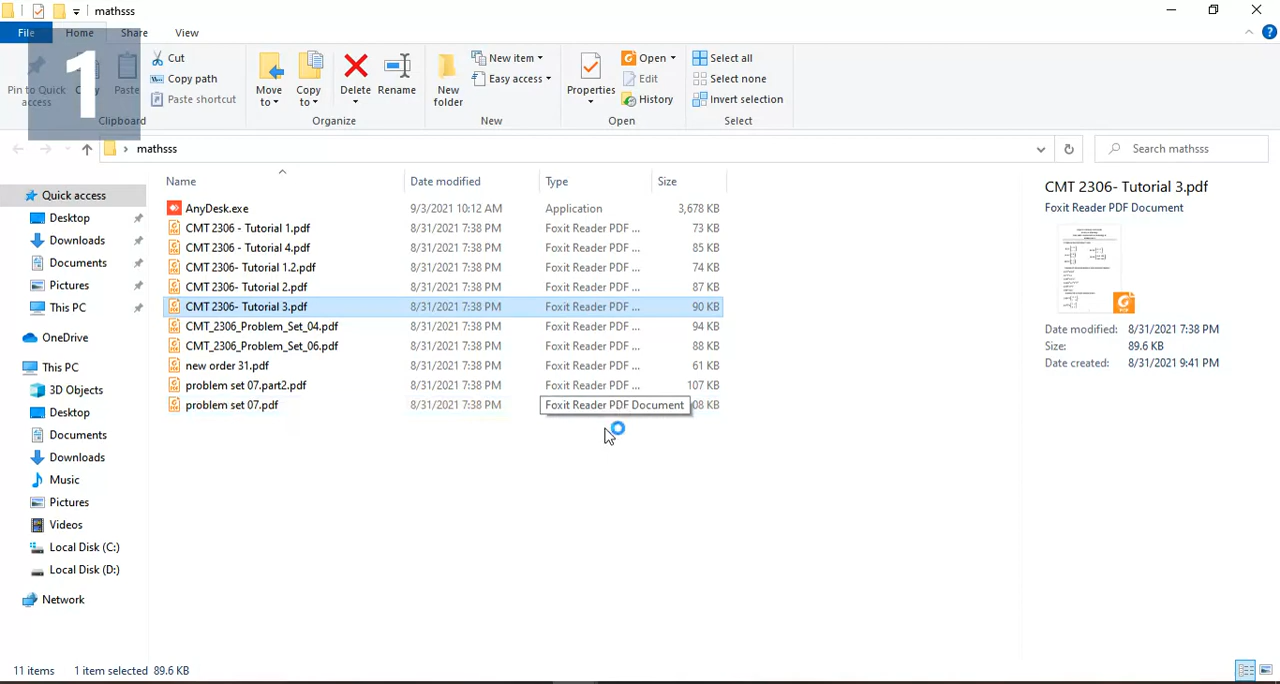 mathsss
File Home Share View
1
Pin to Quick access
Copy
Paste
Cut
Copy path
Paste shortcut
Clipboard
Move to
Copy to
Delete
Rename
Organize
New folder
New item
Easy access
New
Properties
Open
Edit
History
Open
Select all
Select none
Invert selection
Select
mathsss
Search mathsss
Quick access
Desktop
Downloads
Documents
Pictures
This PC
OneDrive
This PC
3D Objects
Desktop
Documents
Downloads
Music
Pictures
Videos
Local Disk (C:)
Local Disk (D:)
Network
Name Date modified Type Size
AnyDesk.exe 9/3/2021 10:12 AM Application 3,678 KB
CMT 2306 - Tutorial 1.pdf 8/31/2021 7:38 PM Foxit Reader PDF ... 73 KB
CMT 2306 - Tutorial 4.pdf 8/31/2021 7:38 PM Foxit Reader PDF ... 85 KB
CMT 2306- Tutorial 1.2.pdf 8/31/2021 7:38 PM Foxit Reader PDF ... 74 KB
CMT 2306- Tutorial 2.pdf 8/31/2021 7:38 PM Foxit Reader PDF ... 87 KB
CMT 2306- Tutorial 3.pdf 8/31/2021 7:38 PM Foxit Reader PDF ... 90 KB
CMT_2306_Problem_Set_04.pdf 8/31/2021 7:38 PM Foxit Reader PDF ... 94 KB
CMT_2306_Problem_Set_06.pdf 8/31/2021 7:38 PM Foxit Reader PDF ... 88 KB
new order 31.pdf 8/31/2021 7:38 PM Foxit Reader PDF ... 61 KB
problem set 07.part2.pdf 8/31/2021 7:38 PM Foxit Reader PDF ... 107 KB
problem set 07.pdf 8/31/2021 7:38 PM Foxit Reader PDF Document 08 KB
CMT 2306- Tutorial 3.pdf
Foxit Reader PDF Document
Date modified: 8/31/2021 7:38 PM
Size: 89.6 KB
Date created: 8/31/2021 9:41 PM
11 items 1 item selected 89.6 KB